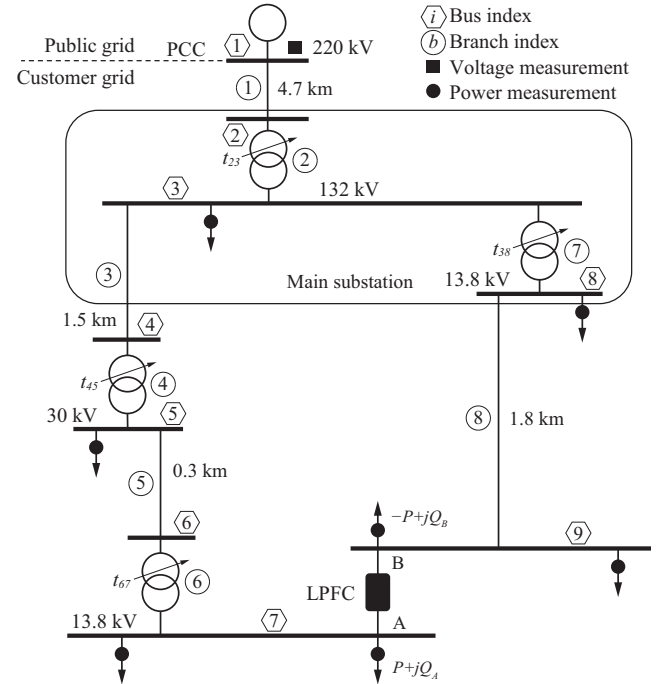 Public grid
PCC
1
220 kV
Customer grid
1
4.7 km
i Bus index
b Branch index
Voltage measurement
Power measurement
2
t23
2
3
132 kV
t38
7
3
Main substation
13.8 kV
8
1.5 km
4
t45
4
30 kV
5
8
1.8 km
5
0.3 km
6
−P+jQB
9
B
t67
6
LPFC
13.8 kV
7
A
P+jQA